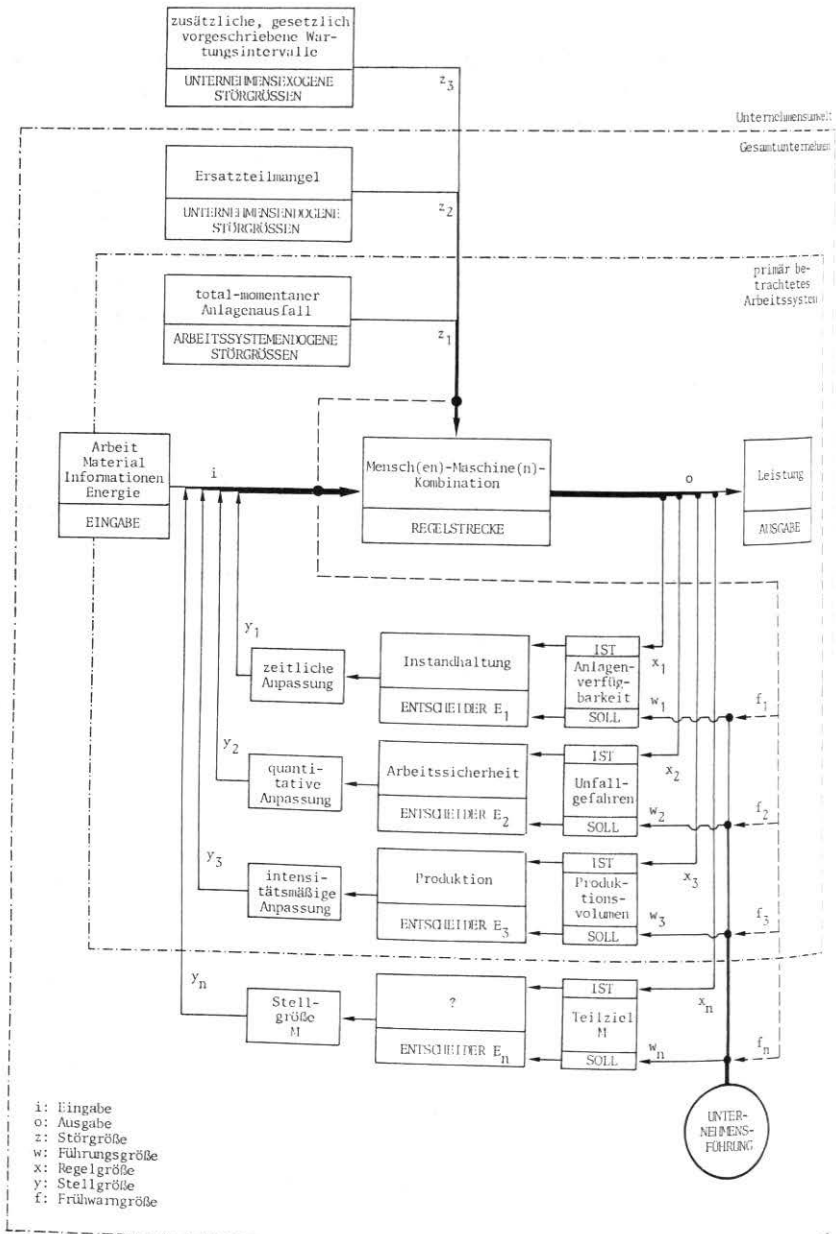 zusätzliche, gesetzlich
vorgeschriebene War-
tungsintervalle
UNTERNEHMENSEXOGENE
STÖRGRÖSSEN
z3
Unternehmensumwelt
Gesamtunternehmen
Ersatzteilmangel
UNTERNEHMENSENDOGENE
STÖRGRÖSSEN
z2
primär be-
trachtetes
Arbeitssystem
total-momentaner
Anlagenausfall
ARBEITSSYSTEMENDOGENE
STÖRGRÖSSEN
z1
Arbeit
Material
Informationen
Energie
EINGABE
i
Mensch(en)-Maschine(n)-
Kombination
REGELSTRECKE
o
Leistung
AUSGABE
y1
zeitliche
Anpassung
Instandhaltung
ENTSCHEIDER E1
IST
Anlagen-
verfüg-
barkeit
SOLL
x1
w1
f1
y2
quanti-
tative
Anpassung
Arbeitssicherheit
ENTSCHEIDER E2
IST
Unfall-
gefahren
SOLL
x2
w2
f2
y3
intensi-
tätsmäßige
Anpassung
Produktion
ENTSCHEIDER E3
IST
Produk-
tions-
volumen
SOLL
x3
w3
f3
yn
Stell-
größe
M
?
ENTSCHEIDER En
IST
Teilziel
M
SOLL
xn
wn
fn
UNTER-
NEHMENS-
FÜHRUNG
i: Eingabe
o: Ausgabe
z: Störgröße
w: Führungsgröße
x: Regelgröße
y: Stellgröße
f: Frühwarngröße